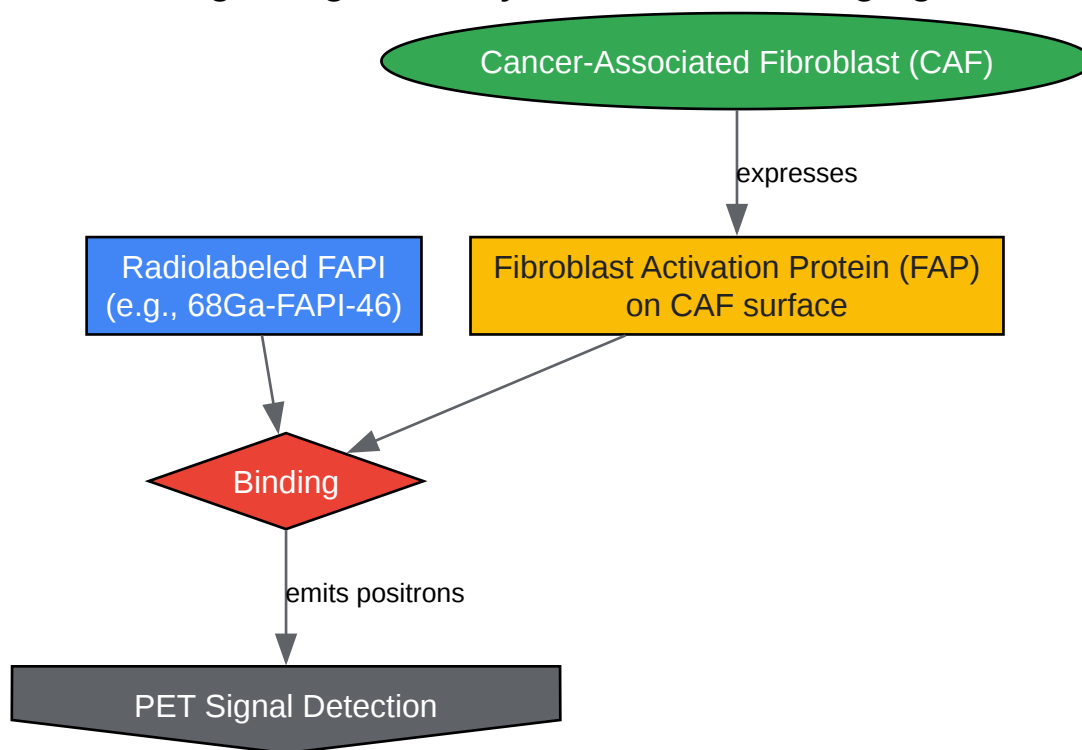 Cancer-Associated Fibroblast (CAF)
expresses
Radiolabeled FAPI
(e.g., 68Ga-FAPI-46)
Fibroblast Activation Protein (FAP)
on CAF surface
Binding
emits positrons
PET Signal Detection